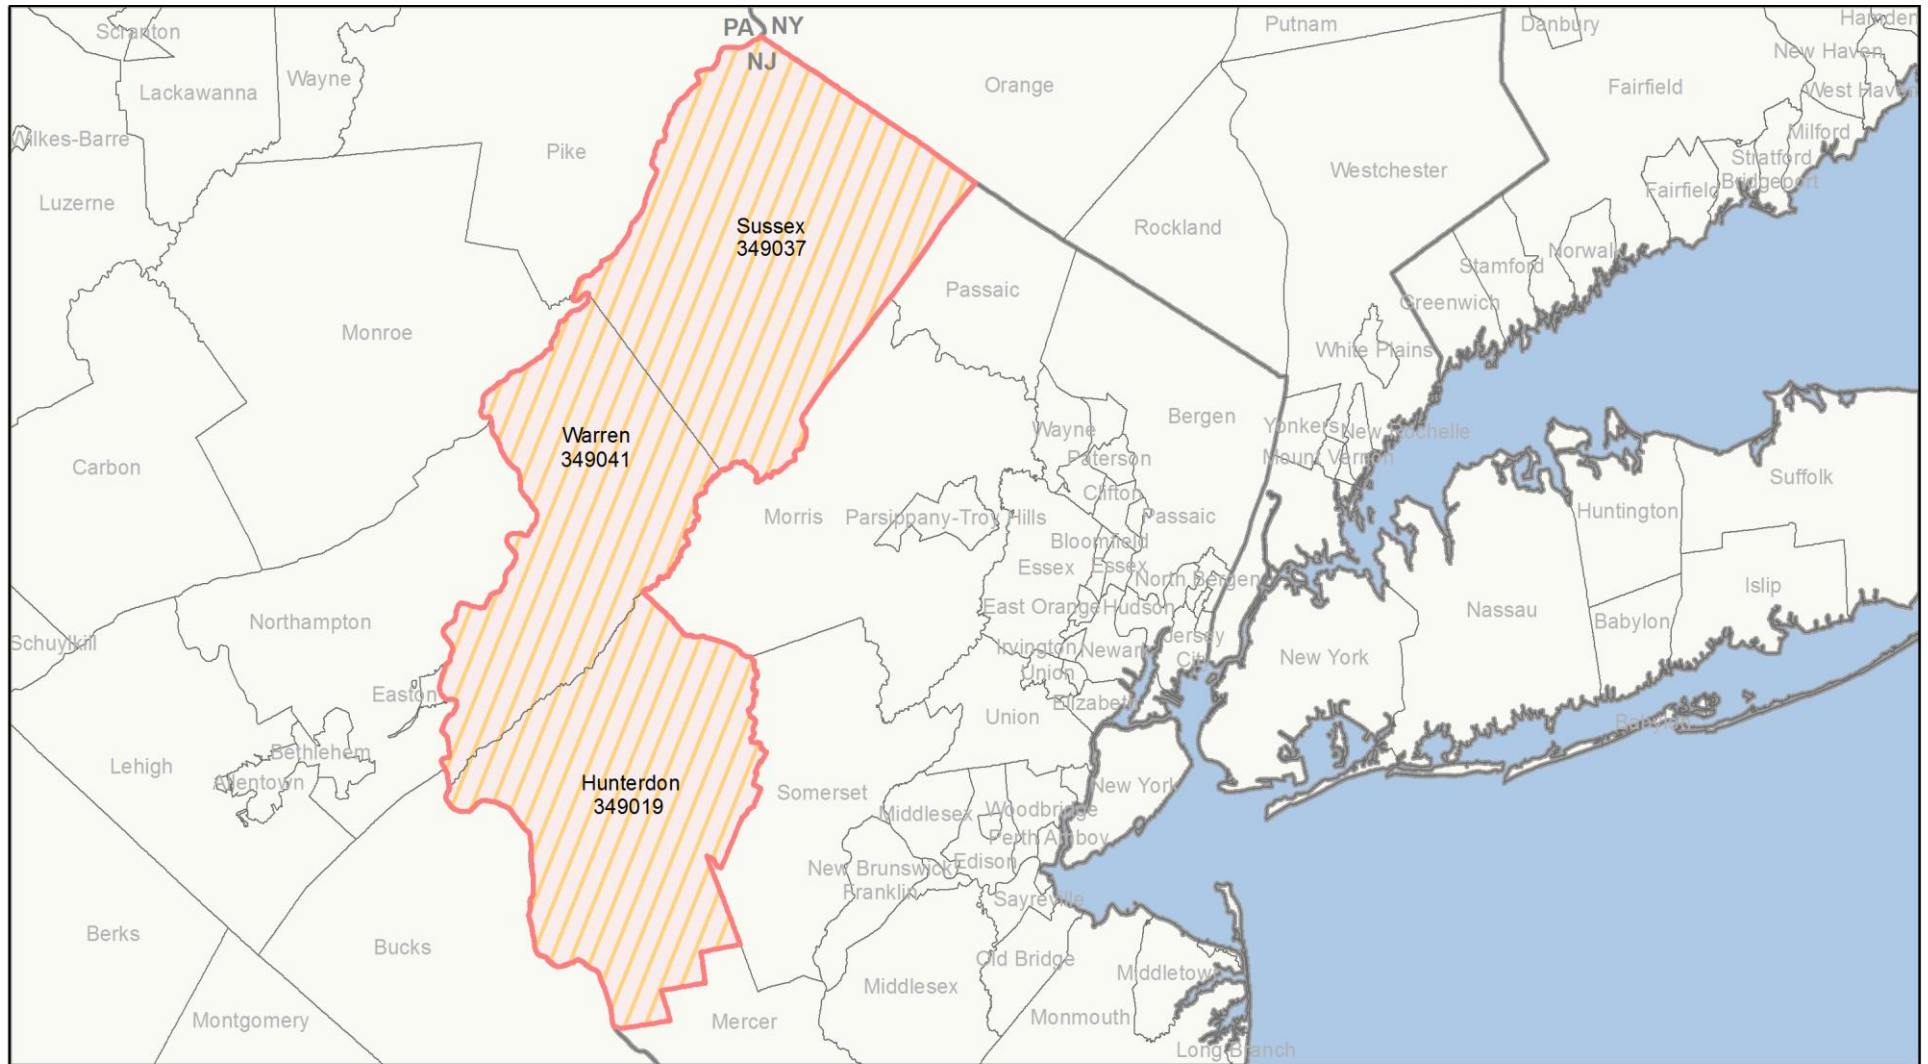 PA NY
NJ
Scranton
Lackawanna
Wayne
Wilkes-Barre
Luzerne
Pike
Orange
Putnam
Danbury
Hamden
New Haven
West Haven
Fairfield
Milford
Stratford
Bridgeport
Fairfield
Westchester
Rockland
Norwalk
Stamford
Greenwich
Sussex
349037
Passaic
Monroe
White Plains
Carbon
Warren
349041
Wayne
Bergen
Yonkers
New Rochelle
Mount Vernon
Paterson
Clifton
Passaic
Suffolk
Huntington
Morris
Parsippany-Troy Hills
Bloomfield
Essex
Essex
North Bergen
East Orange
Hudson
Islip
Nassau
Babylon
Northampton
Schuylkill
Irvington
Newark
Jersey
City
New York
Union
Elizabeth
Easton
Union
Babylon
Lehigh
Bethlehem
Allentown
Hunterdon
349019
Somerset
Middlesex
Woodbridge
New York
Perth Amboy
Edison
New Brunswick
Franklin
Sayreville
Berks
Bucks
Old Bridge
Middletown
Middlesex
Montgomery
Mercer
Monmouth
Long Branch